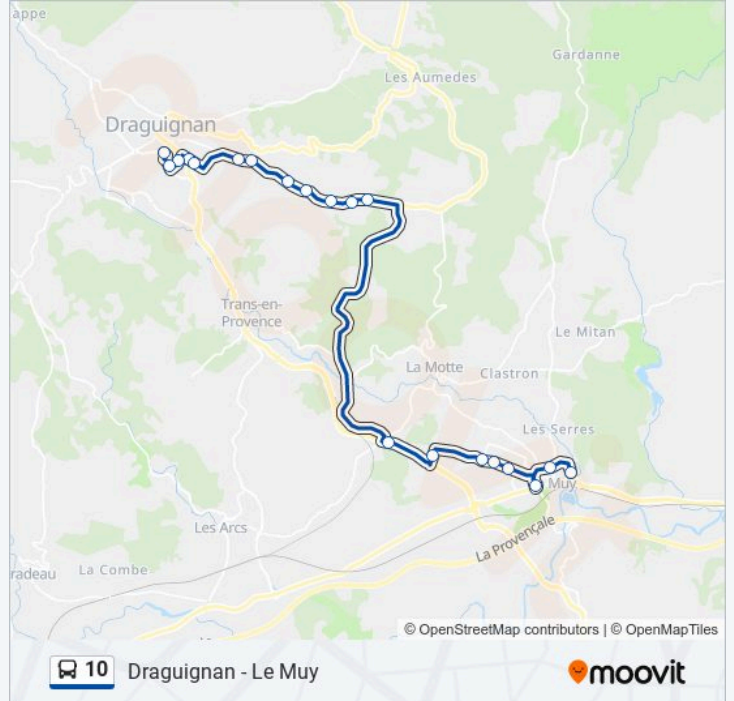 appe
Gardanne
Les Aumedes
Draguignan
Trans-en-
Provence
Le Mitan
La Motte
Clastron
Les Serres
Muy
Les Arcs
La Provençale
radeau
La Combe
© OpenStreetMap contributors | © OpenMapTiles
10 Draguignan - Le Muy
moovit